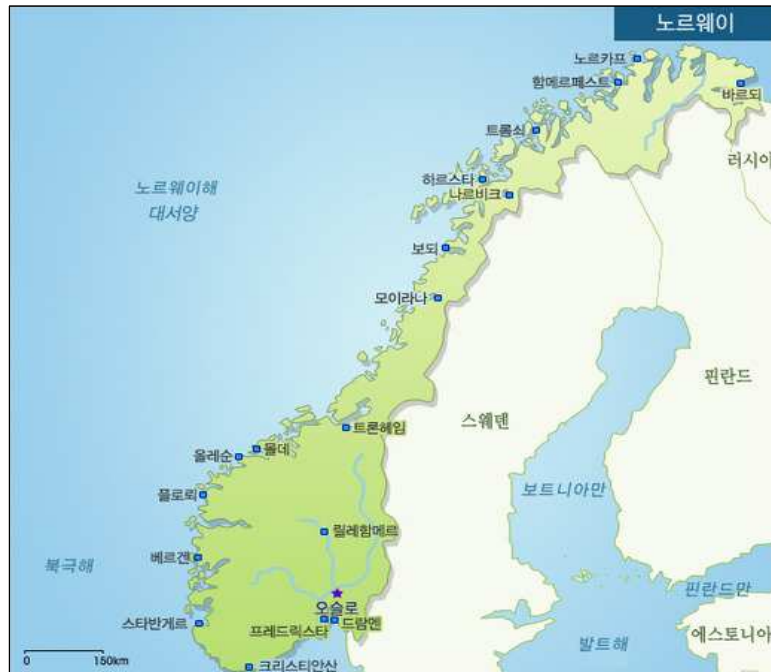 노르웨이
노르카프
함메르페스트
바르되
트롬쇠
러시아
하르스타
나르비크
노르웨이해
대서양
보되
모이라나
핀란드
스웨덴
트론헤임
몰데
올레순
보트니아만
플로뢰
릴레함메르
베르겐
북극해
핀란드만
오슬로
스타반게르
프레드릭스타
드람멘
발트해
에스토니아
0
150km
크리스티안산